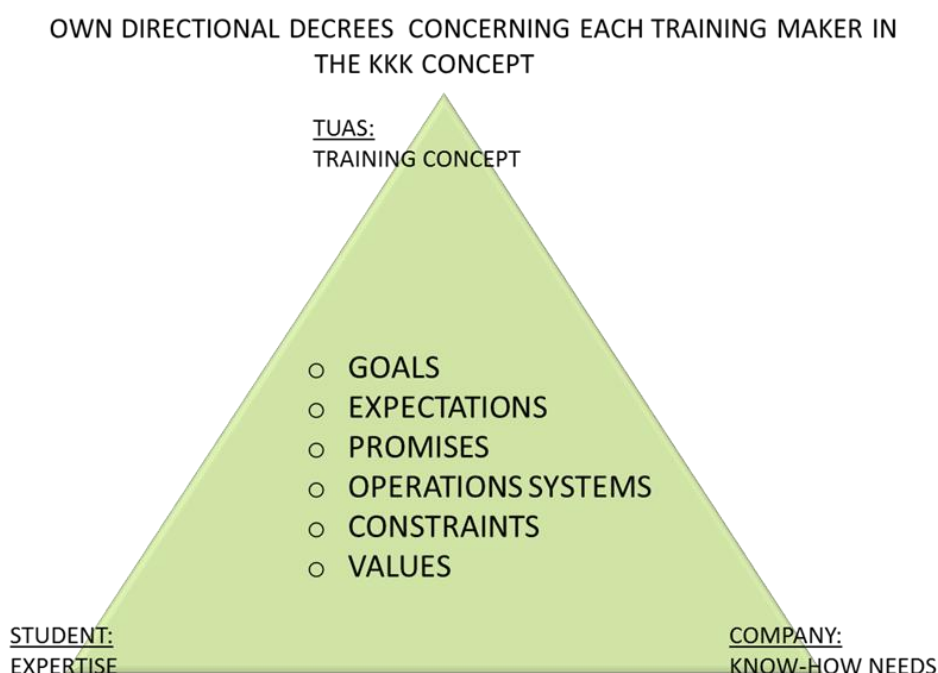 OWN DIRECTIONAL DECREES CONCERNING EACH TRAINING MAKER IN
THE KKK CONCEPT
TUAS:
TRAINING CONCEPT
○ GOALS
○ EXPECTATIONS
○ PROMISES
○ OPERATIONS SYSTEMS
○ CONSTRAINTS
○ VALUES
STUDENT:
EXPERTISE
COMPANY:
KNOW-HOW NEEDS